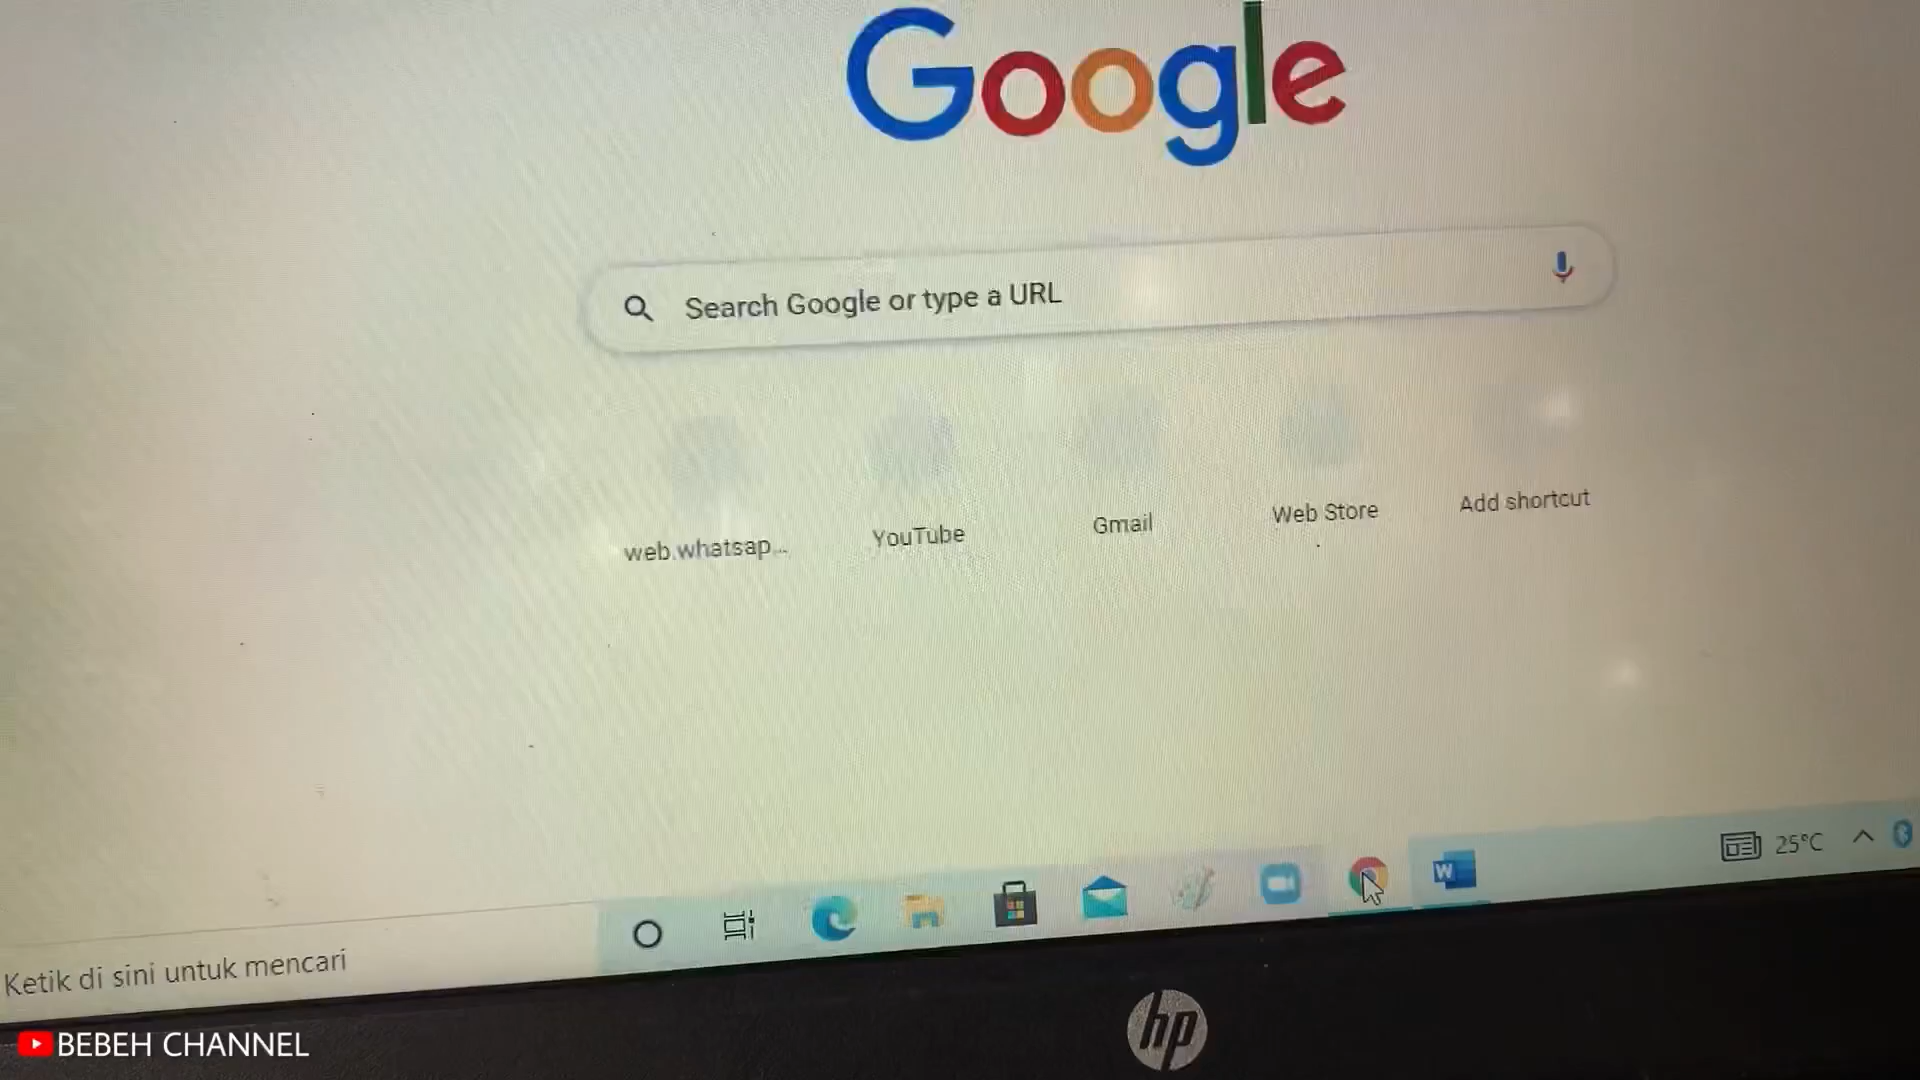 Google
Search Google or type a URL
web.whatsap...
YouTube
Gmail
Web Store
Add shortcut
W
25°C
Ketik di sini untuk mencari
hp
BEBEH CHANNEL